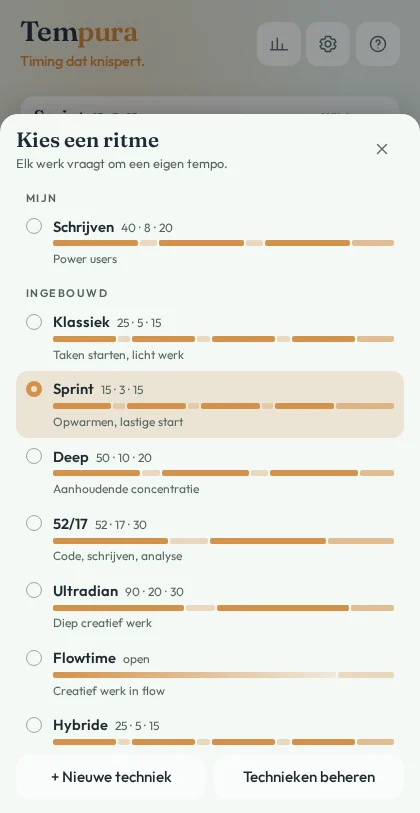 Tempura
Timing dat knispert.
Kies een ritme
Elk werk vraagt om een eigen tempo.
MIJN
Schrijven 40 · 8 · 20
Power users
INGEBOUWD
Klassiek 25 · 5 · 15
Taken starten, licht werk
Sprint 15 · 3 · 15
Opwarmen, lastige start
Deep 50 · 10 · 20
Aanhoudende concentratie
52/17 52 · 17 · 30
Code, schrijven, analyse
Ultradian 90 · 20 · 30
Diep creatief werk
Flowtime open
Creatief werk in flow
Hybride 25 · 5 · 15
+ Nieuwe techniek
Technieken beheren